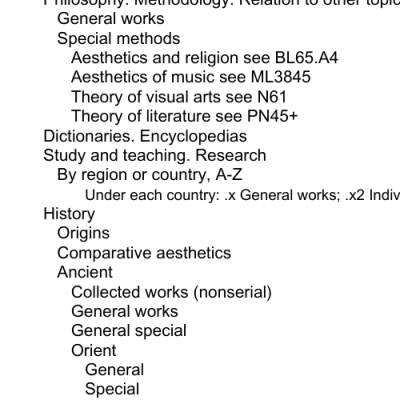 Philosophy. Methodology. Relation to other topic
General works
Special methods
Aesthetics and religion see BL65.A4
Aesthetics of music see ML3845
Theory of visual arts see N61
Theory of literature see PN45+
Dictionaries. Encyclopedias
Study and teaching. Research
By region or country, A-Z
Under each country: .x General works; .x2 Indiv
History
Origins
Comparative aesthetics
Ancient
Collected works (nonserial)
General works
General special
Orient
General
Special